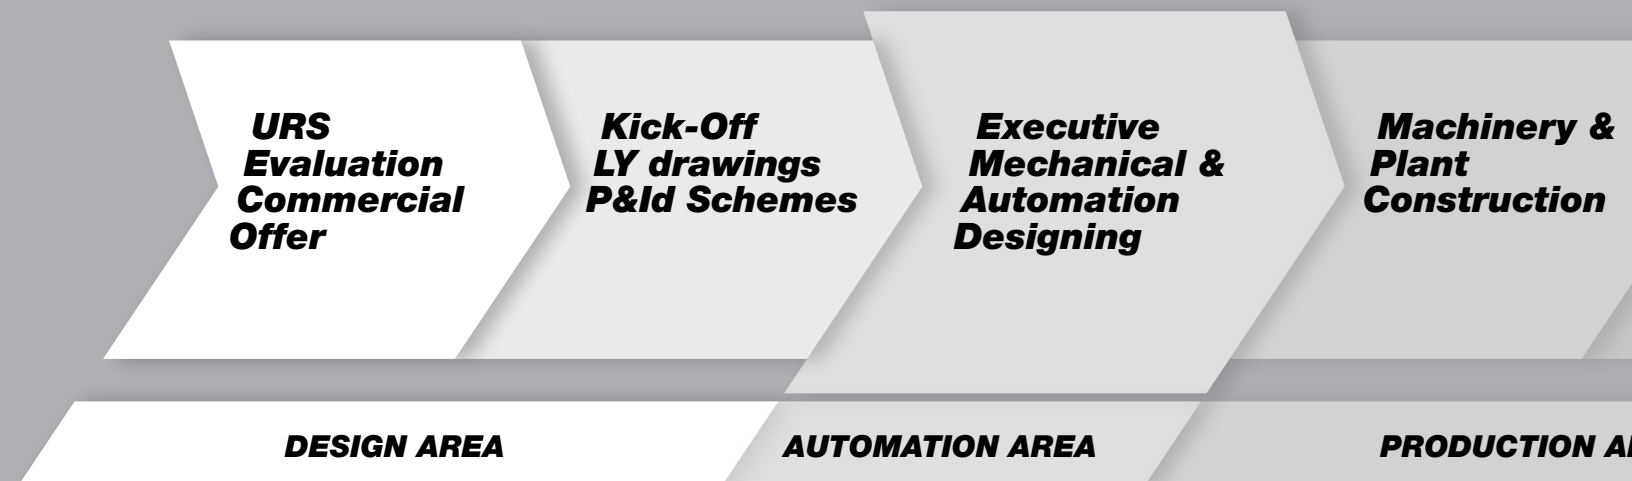 URS
Evaluation
Commercial
Offer
Kick-Off
LY drawings
P&Id Schemes
Executive
Mechanical &
Automation
Designing
Machinery &
Plant
Construction
DESIGN AREA
AUTOMATION AREA
PRODUCTION